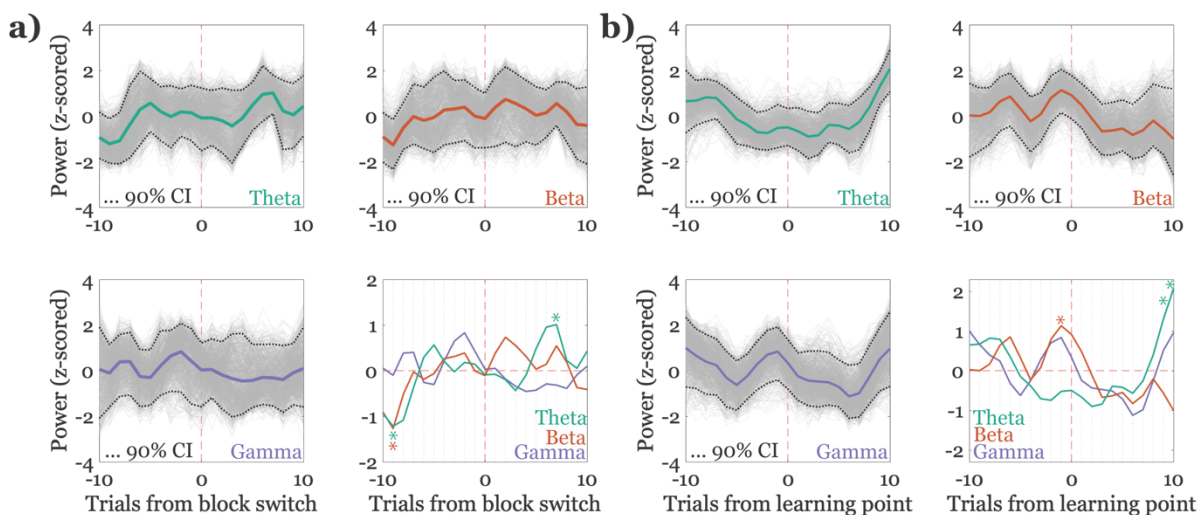 a)
Power (z-scored)
4
2
0
-2
-4
... 90% CI
Theta
-10
0
10
4
2
0
-2
-4
... 90% CI
Beta
-10
0
10
b)
Power (z-scored)
4
2
0
-2
-4
... 90% CI
Theta
-10
0
10
4
2
0
-2
-4
... 90% CI
Beta
-10
0
10
Power (z-scored)
4
2
0
-2
-4
... 90% CI
Gamma
-10
0
10
Trials from block switch
2
1
0
-1
-2
*
*
*
Theta
Beta
Gamma
-10
0
10
Trials from block switch
Power (z-scored)
4
2
0
-2
-4
... 90% CI
Gamma
-10
0
10
Trials from learning point
2
1
0
-1
-2
*
*
*
Theta
Beta
Gamma
-10
0
10
Trials from learning point